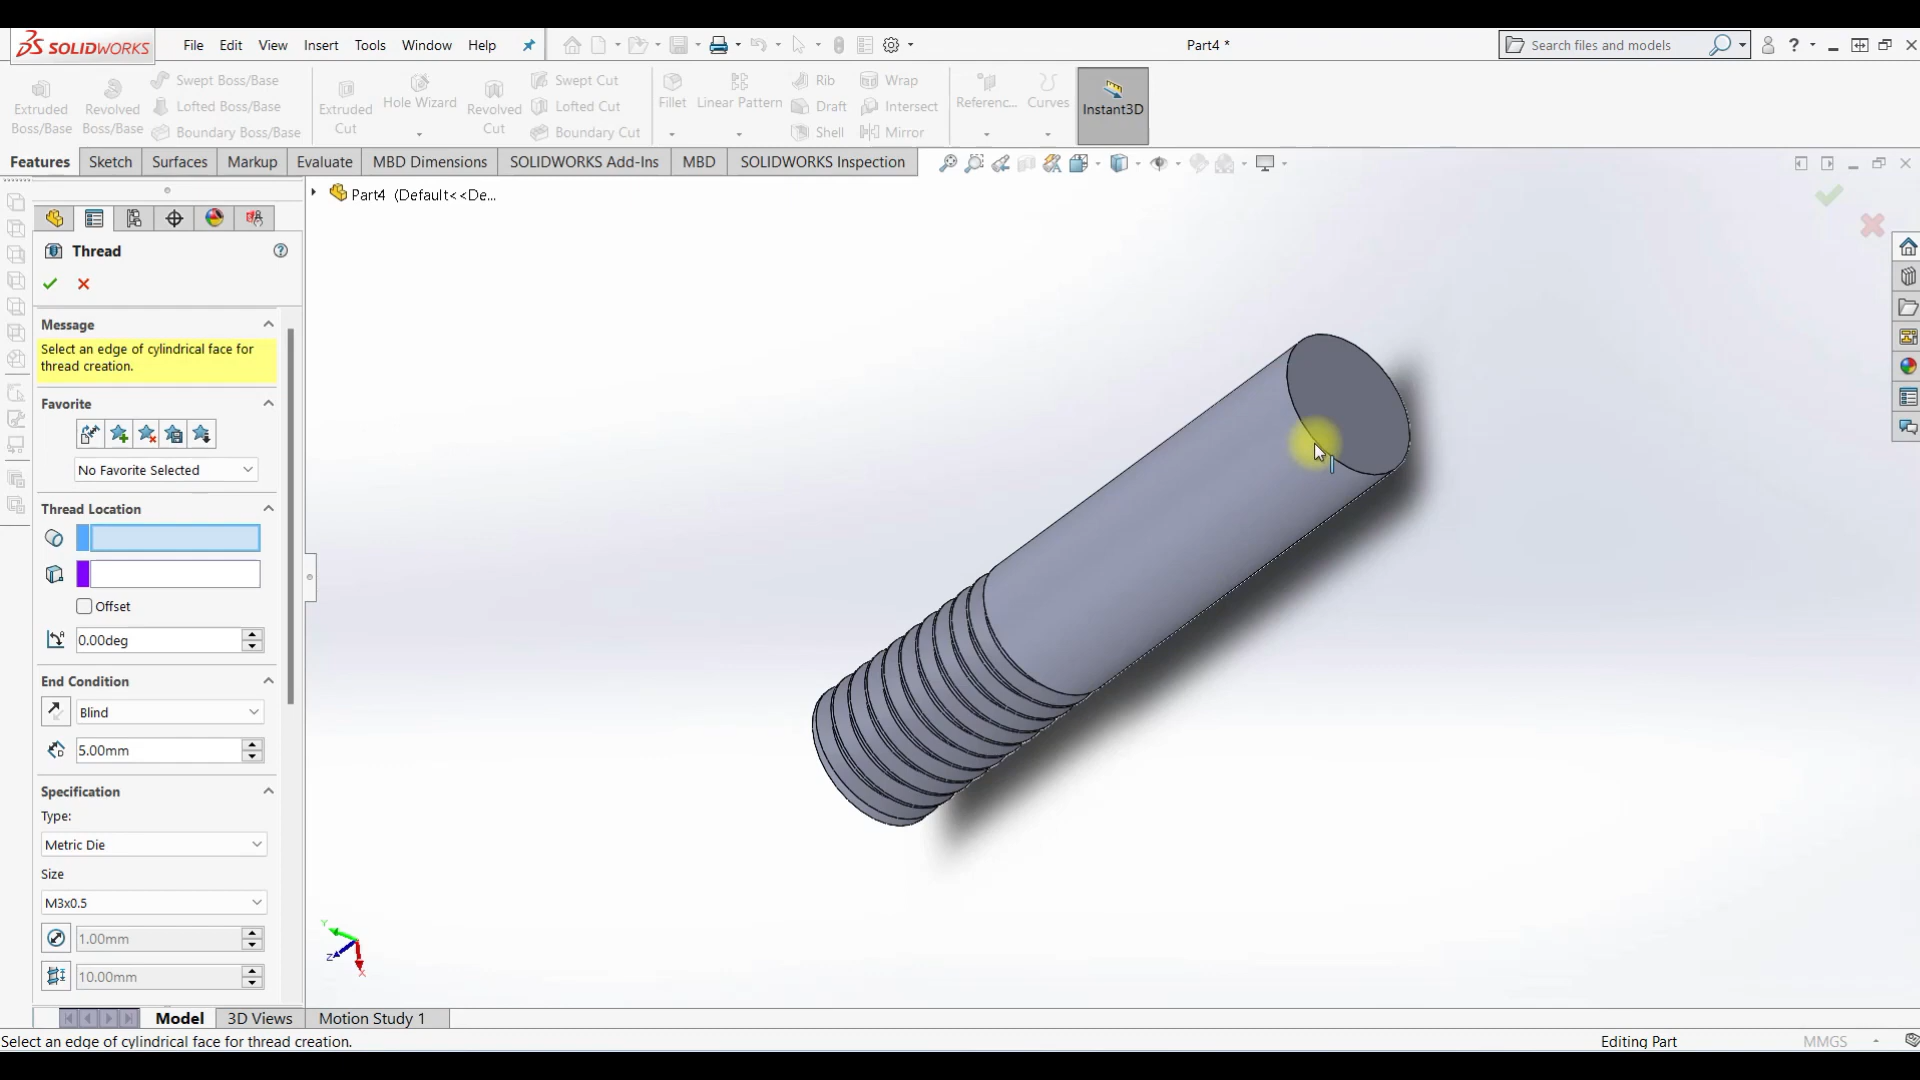 SOLIDWORKS File Edit View Insert Tools Window Help Part4 * Search files and models ?
Extruded Boss/Base
Revolved Boss/Base
Swept Boss/Base
Lofted Boss/Base
Boundary Boss/Base
Extruded Cut
Hole Wizard
Revolved Cut
Swept Cut
Lofted Cut
Boundary Cut
Fillet
Linear Pattern
Rib
Draft
Shell
Wrap
Intersect
Mirror
Referenc...
Curves
Instant3D
Features Sketch Surfaces Markup Evaluate MBD Dimensions SOLIDWORKS Add-Ins MBD SOLIDWORKS Inspection
Part4 (Default<<De...
Thread
Message
Select an edge of cylindrical face for
thread creation.
Favorite
No Favorite Selected
Thread Location
Offset
0.00deg
End Condition
Blind
5.00mm
Specification
Type:
Metric Die
Size
M3x0.5
1.00mm
10.00mm
Y
Z
X
Model 3D Views Motion Study 1
Select an edge of cylindrical face for thread creation. Editing Part MMGS